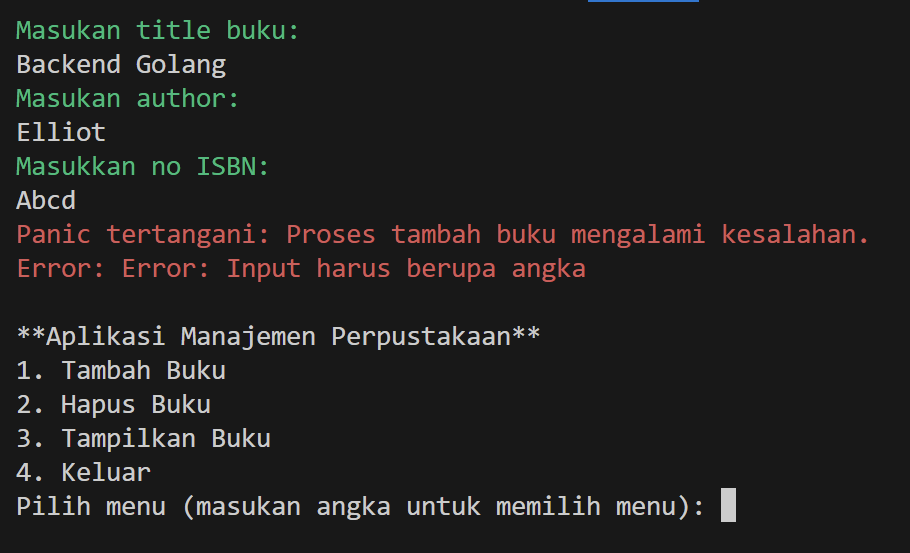 Masukan title buku:
Backend Golang
Masukan author:
Elliot
Masukkan no ISBN:
Abcd
Panic tertangani: Proses tambah buku mengalami kesalahan.
Error: Error: Input harus berupa angka

**Aplikasi Manajemen Perpustakaan**
1. Tambah Buku
2. Hapus Buku
3. Tampilkan Buku
4. Keluar
Pilih menu (masukan angka untuk memilih menu):